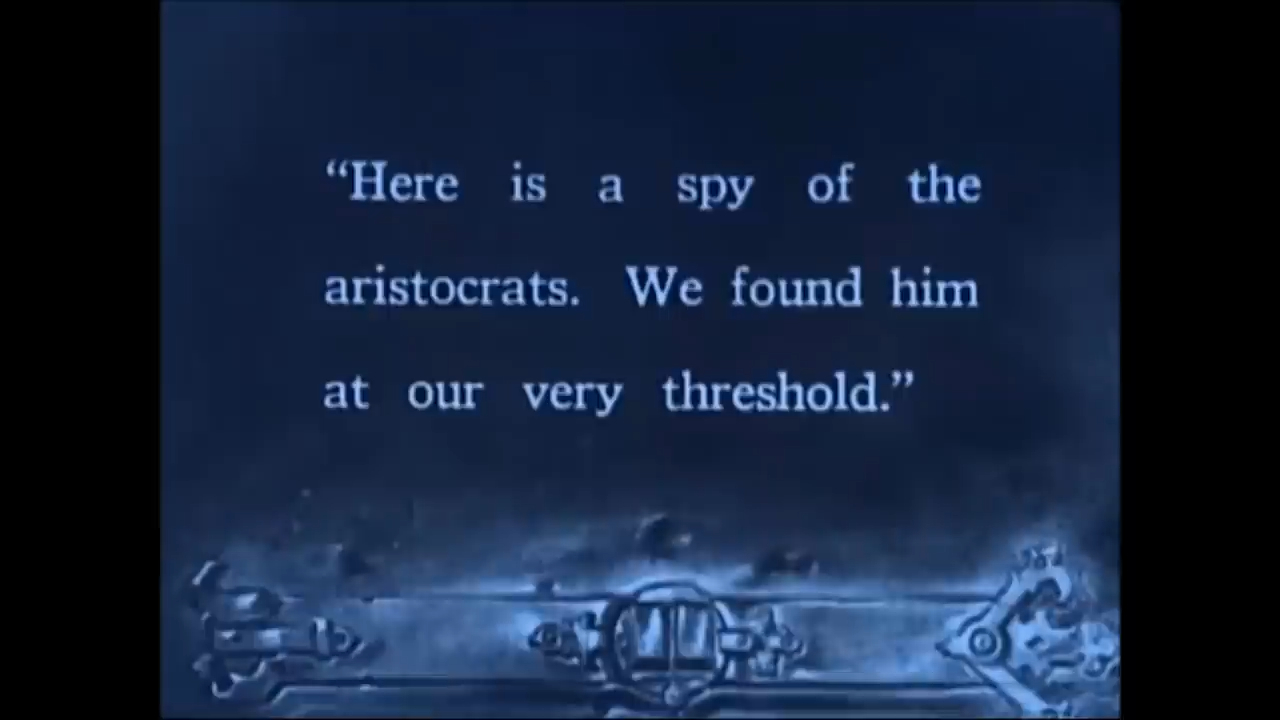 “Here is a spy of the
aristocrats. We found him
at our very threshold.”